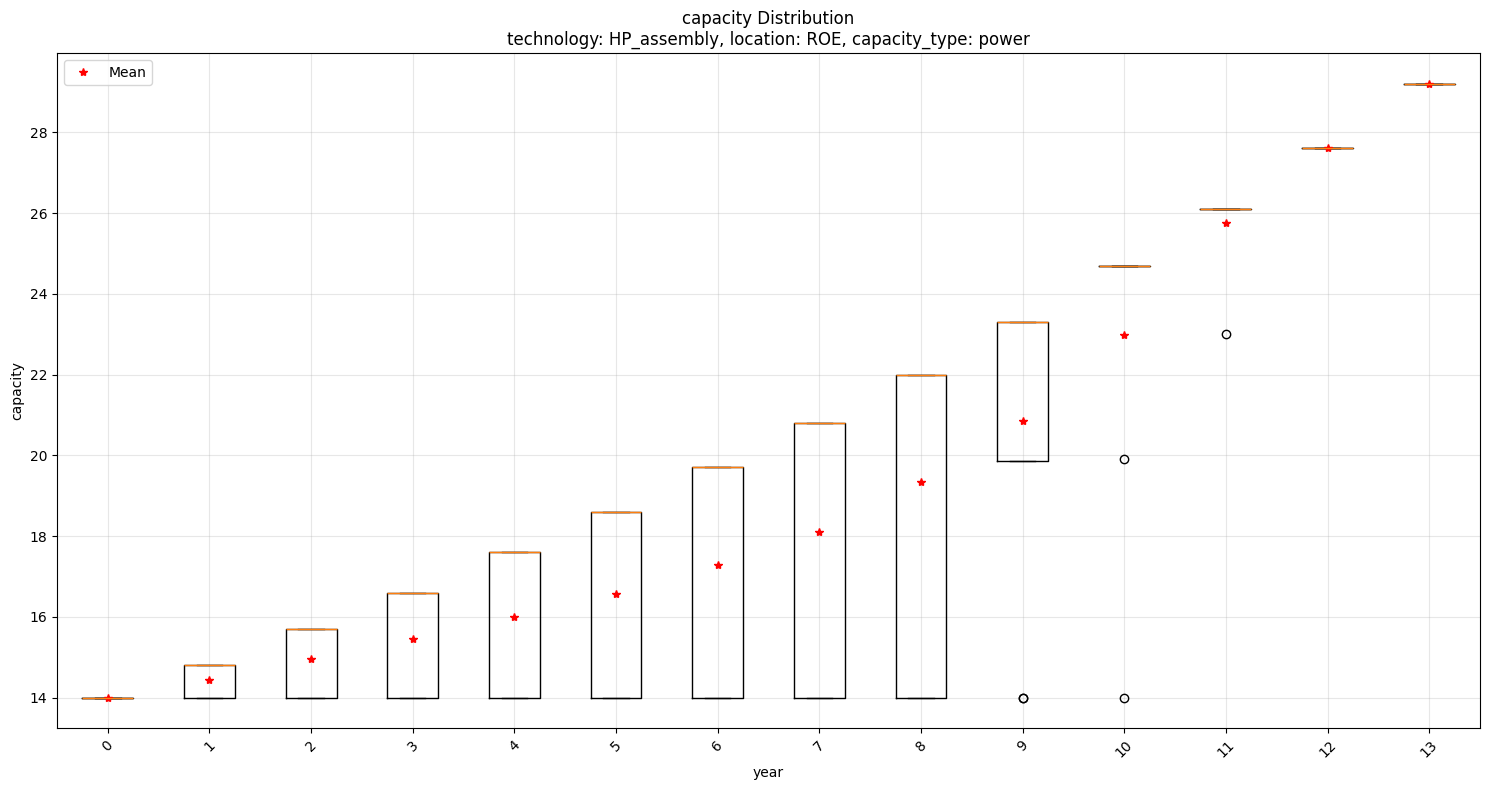 capacity Distribution
technology: HP_assembly, location: ROE, capacity_type: power
Mean
28
26
24
22
20
18
16
14
capacity
0 1 2 3 4 5 6 7 8 9 10 11 12 13
year